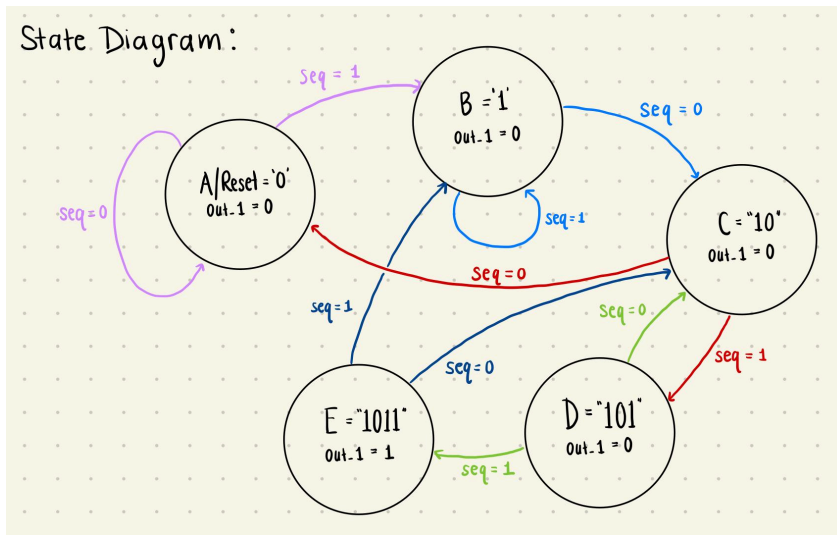 State Diagram:
seq = 1
B = '1'
out_1 = 0
seq = 0
A/Reset = '0'
out_1 = 0
seq=0
seq=1
C = "10"
out_1 = 0
seq=0
seq=1
seq=0
seq=0
seq = 1
E = "1011"
out_1 = 1
D = "101"
out_1 = 0
seq = 1